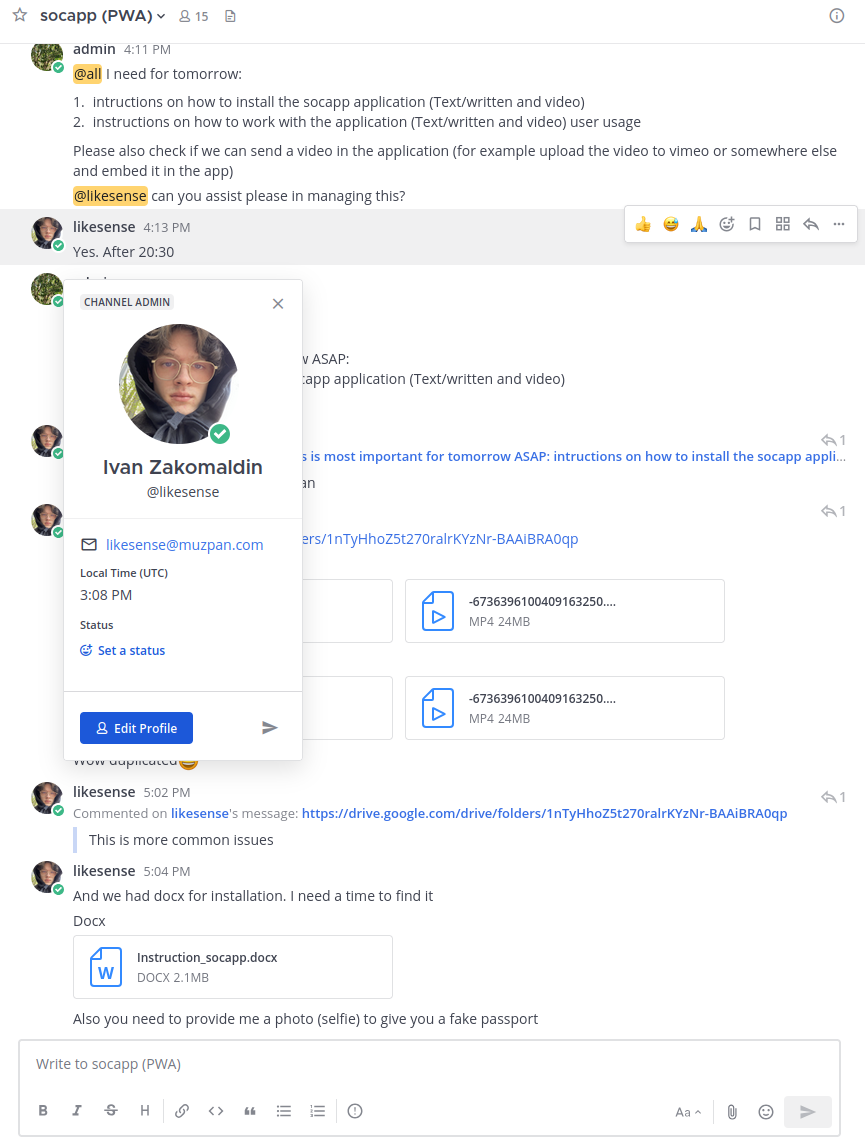 socapp (PWA) 15
admin 4:11 PM
@all I need for tomorrow:
1. intructions on how to install the socapp application (Text/written and video)
2. instructions on how to work with the application (Text/written and video) user usage
Please also check if we can send a video in the application (for example upload the video to vimeo or somewhere else
and embed it in the app)
@likesense can you assist please in managing this?
likesense 4:13 PM
Yes. After 20:30
CHANNEL ADMIN
Ivan Zakomaldin
@likesense
likesense@muzpan.com
Local Time (UTC)
3:08 PM
Status
Set a status
Edit Profile
ASAP:
application (Text/written and video)
1
is most important for tomorrow ASAP: intructions on how to install the socapp appli...
1
ers/1nTyHhoZ5t270ralrKYzNr-BAAiBRA0qp
-6736396100409163250....
MP4 24MB
-6736396100409163250....
MP4 24MB
Wow duplicated
likesense 5:02 PM
1
Commented on likesense's message: https://drive.google.com/drive/folders/1nTyHhoZ5t270ralrKYzNr-BAAiBRA0qp
This is more common issues
likesense 5:04 PM
And we had docx for installation. I need a time to find it
Docx
Instruction_socapp.docx
W
DOCX 2.1MB
Also you need to provide me a photo (selfie) to give you a fake passport
Write to socapp (PWA)
B I S H Aa